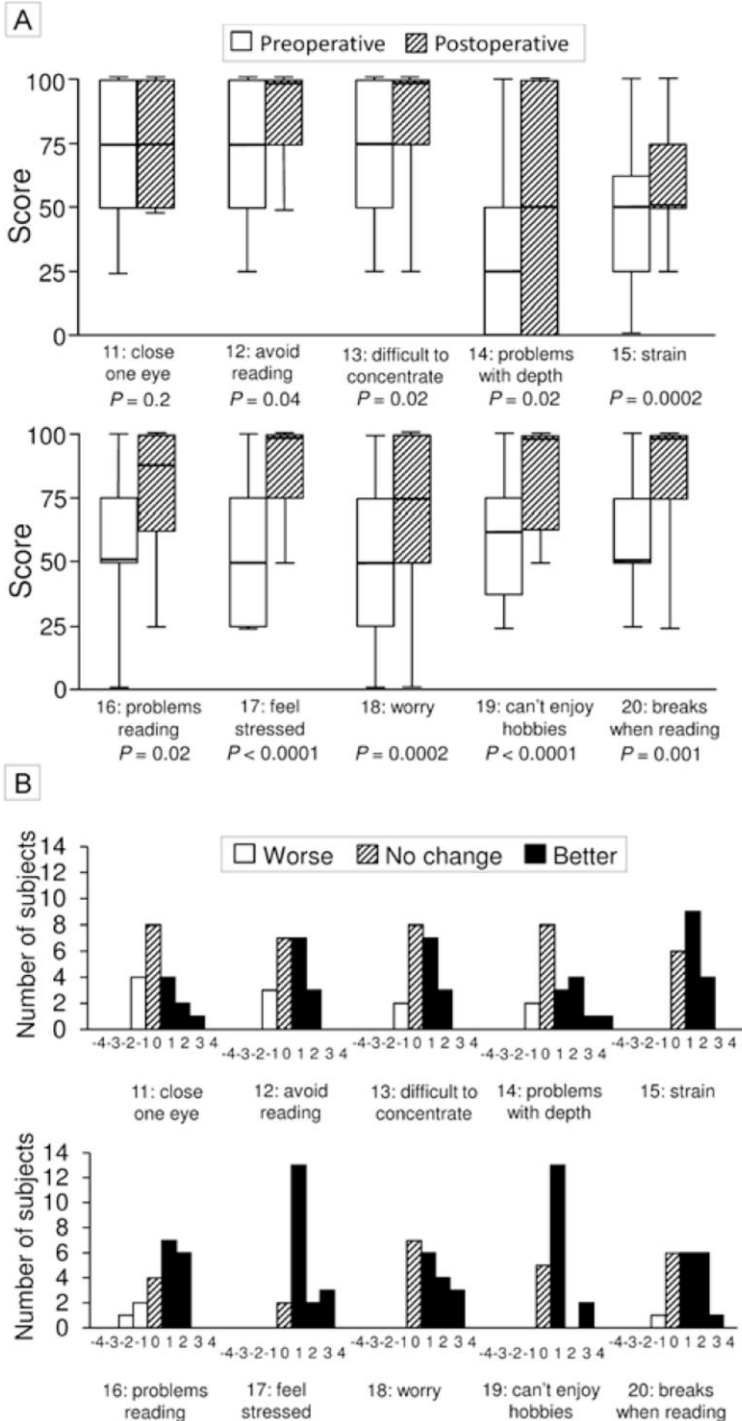 A
Preoperative Postoperative
100
75
50
25
0
Score
11: close
one eye
P = 0.2
12: avoid
reading
P = 0.04
13: difficult to
concentrate
P = 0.02
14: problems
with depth
P = 0.02
15: strain
P = 0.0002
100
75
50
25
0
Score
16: problems
reading
P = 0.02
17: feel
stressed
P < 0.0001
18: worry
P = 0.0002
19: can't enjoy
hobbies
P < 0.0001
20: breaks
when reading
P = 0.001
B
Worse No change Better
14
12
10
8
6
4
2
0
Number of subjects
-4-3-2-1 0 1 2 3 4
-4-3-2-1 0 1 2 3 4
-4-3-2-1 0 1 2 3 4
-4-3-2-1 0 1 2 3 4
-4-3-2-1 0 1 2 3 4
11: close
one eye
12: avoid
reading
13: difficult to
concentrate
14: problems
with depth
15: strain
14
12
10
8
6
4
2
0
Number of subjects
-4-3-2-1 0 1 2 3 4
-4-3-2-1 0 1 2 3 4
-4-3-2-1 0 1 2 3 4
-4-3-2-1 0 1 2 3 4
-4-3-2-1 0 1 2 3 4
16: problems
reading
17: feel
stressed
18: worry
19: can't enjoy
hobbies
20: breaks
when reading